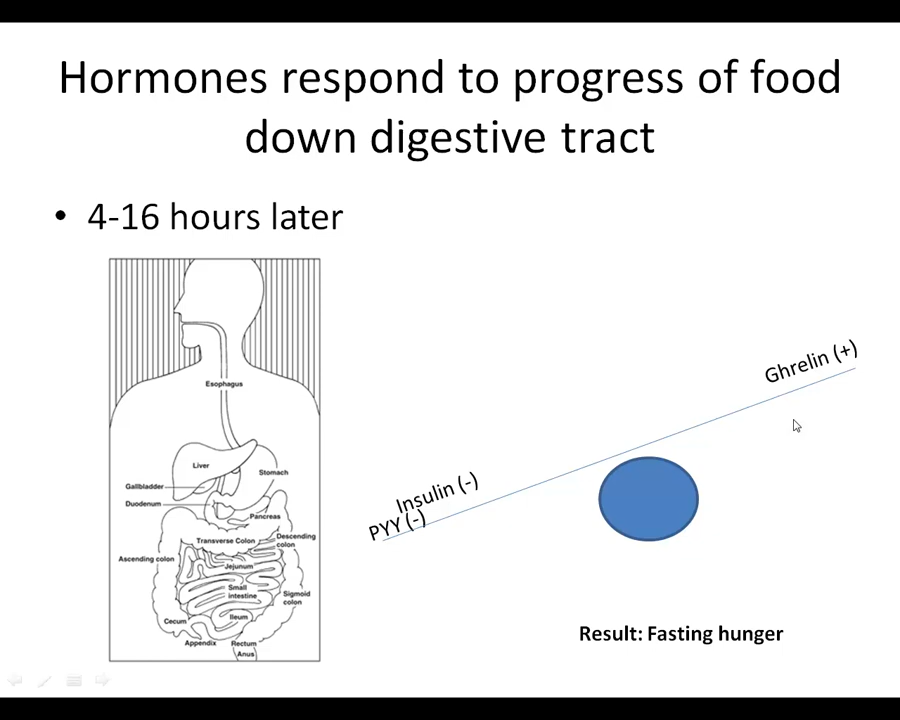 Hormones respond to progress of food
down digestive tract
• 4-16 hours later
Esophagus
Liver
Stomach
Gallbladder
Duodenum
Pancreas
Transverse Colon
Descending
colon
Ascending colon
Jejunum
Small
intestine
Sigmoid
colon
Ileum
Cecum
Appendix
Rectum
Anus
Ghrelin (+)
Insulin (-)
PYY (-)
Result: Fasting hunger